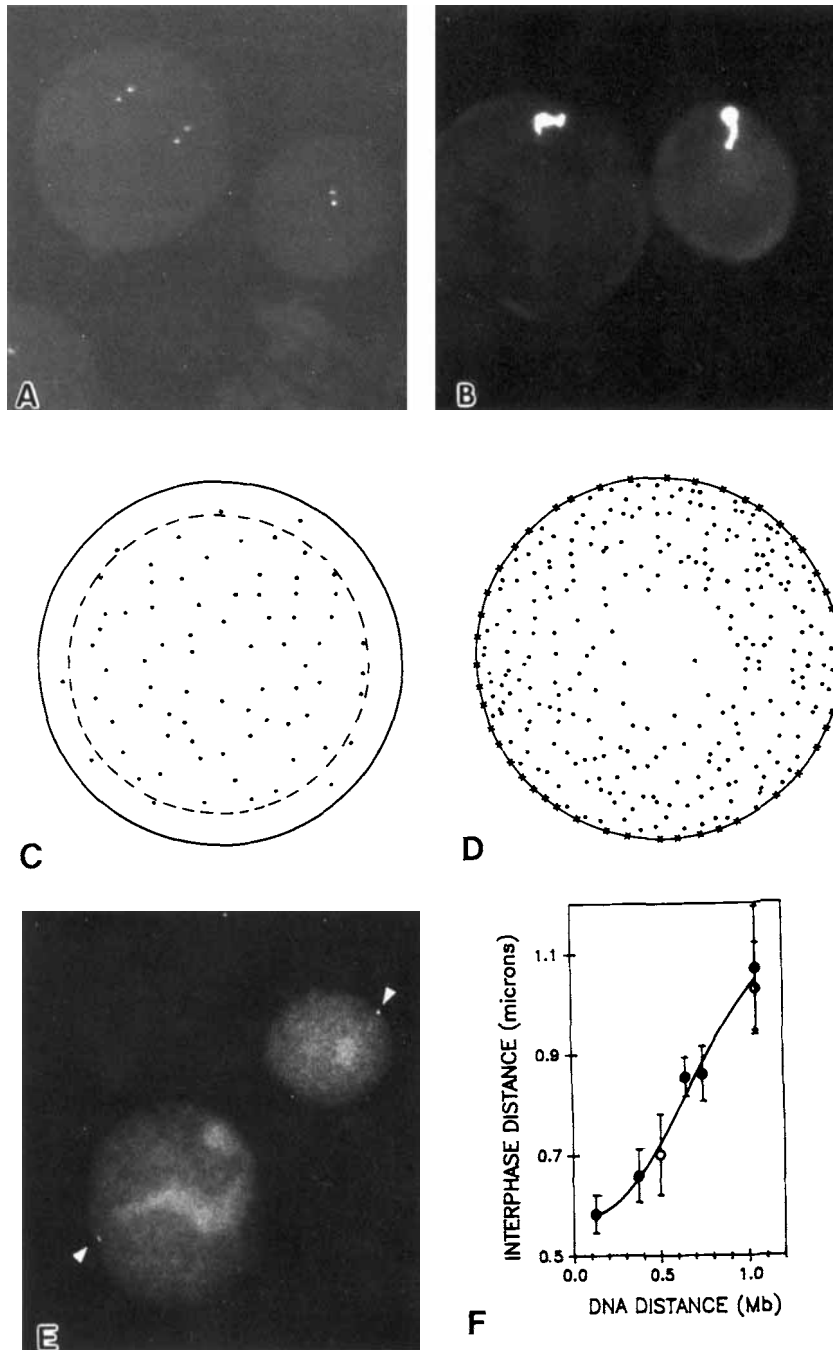 A
B
C
D
E
INTERPHASE DISTANCE (microns)
1.1
0.9
0.7
0.5
0.0
0.5
1.0
DNA DISTANCE (Mb)
F